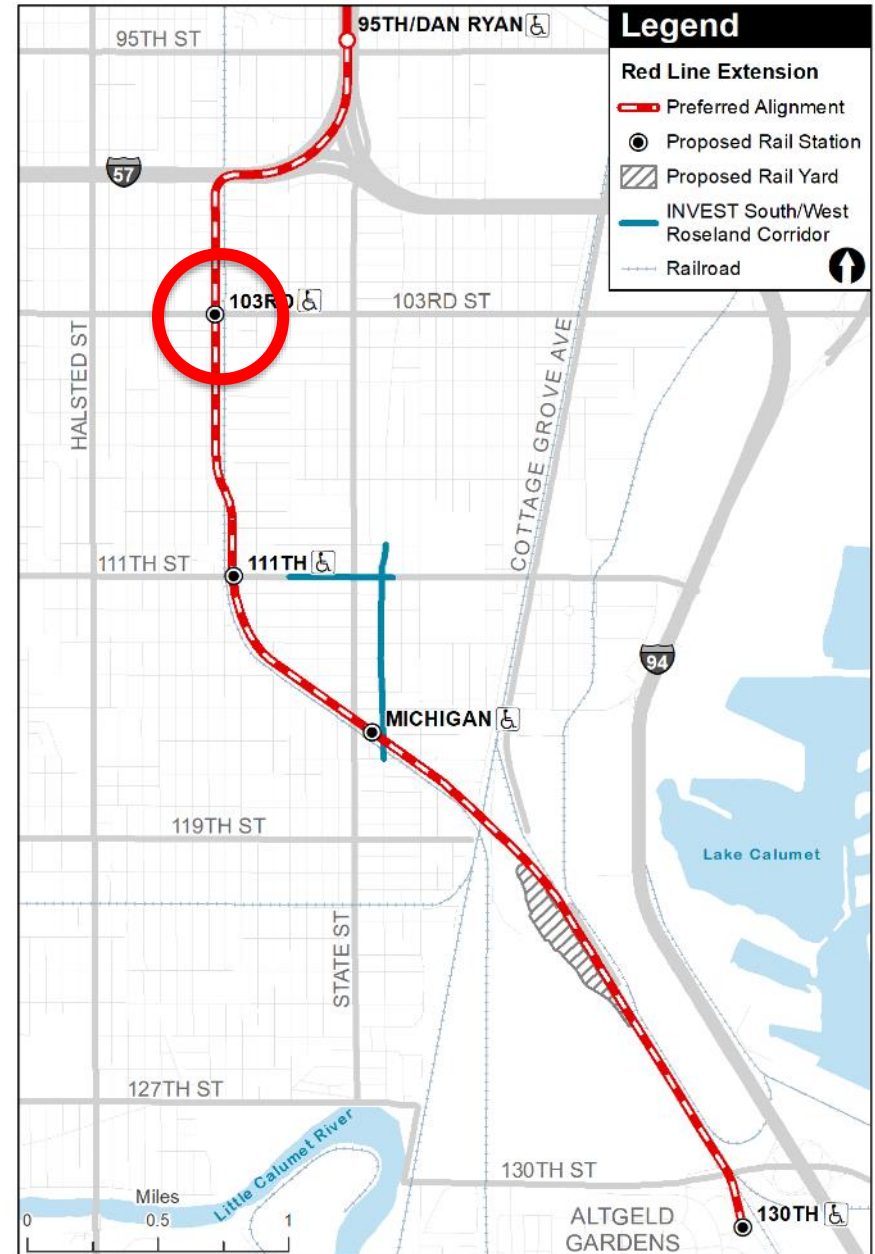 95TH/DAN RYAN
95TH ST
Legend
Red Line Extension
Preferred Alignment
Proposed Rail Station
Proposed Rail Yard
INVEST South/West
Roseland Corridor
Railroad
57
103RD
103RD ST
HALSTED ST
COTTAGE GROVE AVE
111TH ST
111TH
94
MICHIGAN
119TH ST
Lake Calumet
STATE ST
127TH ST
Little Calumet River
130TH ST
Miles
0 0.5 1
ALTGELD
GARDENS
130TH